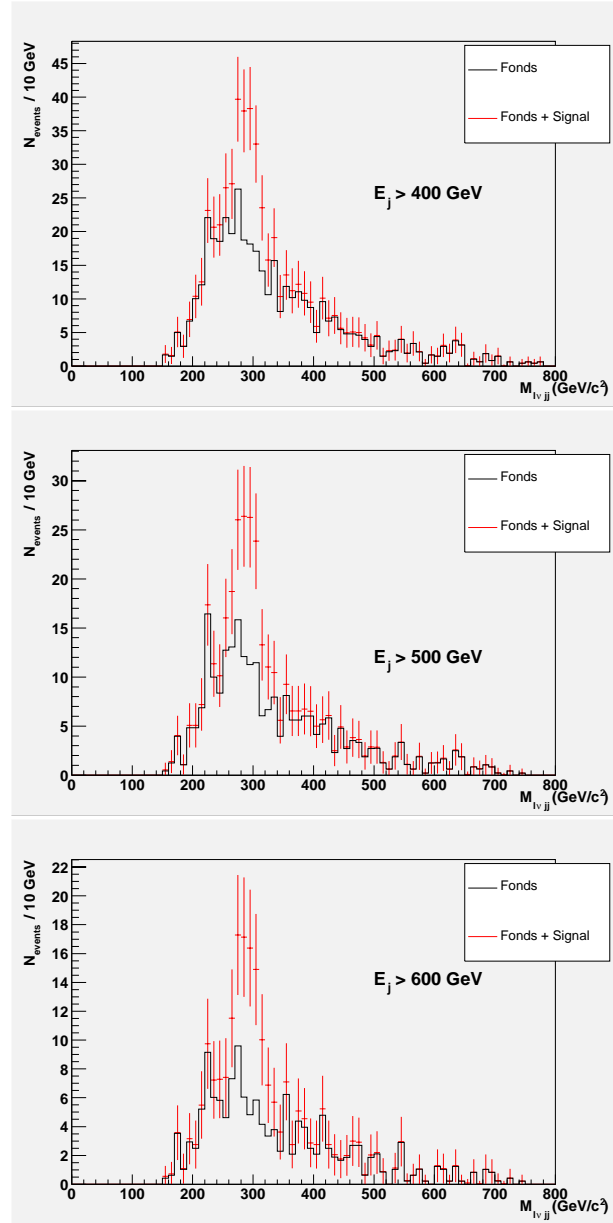 N_events / 10 GeV
45
40
35
30
25
20
15
10
5
0
0 100 200 300 400 500 600 700 800
M_lν jj (GeV/c²)
Fonds
Fonds + Signal
E_j > 400 GeV
N_events / 10 GeV
30
25
20
15
10
5
0
0 100 200 300 400 500 600 700 800
M_lν jj (GeV/c²)
Fonds
Fonds + Signal
E_j > 500 GeV
N_events / 10 GeV
22
20
18
16
14
12
10
8
6
4
2
0
0 100 200 300 400 500 600 700 800
M_lν jj (GeV/c²)
Fonds
Fonds + Signal
E_j > 600 GeV